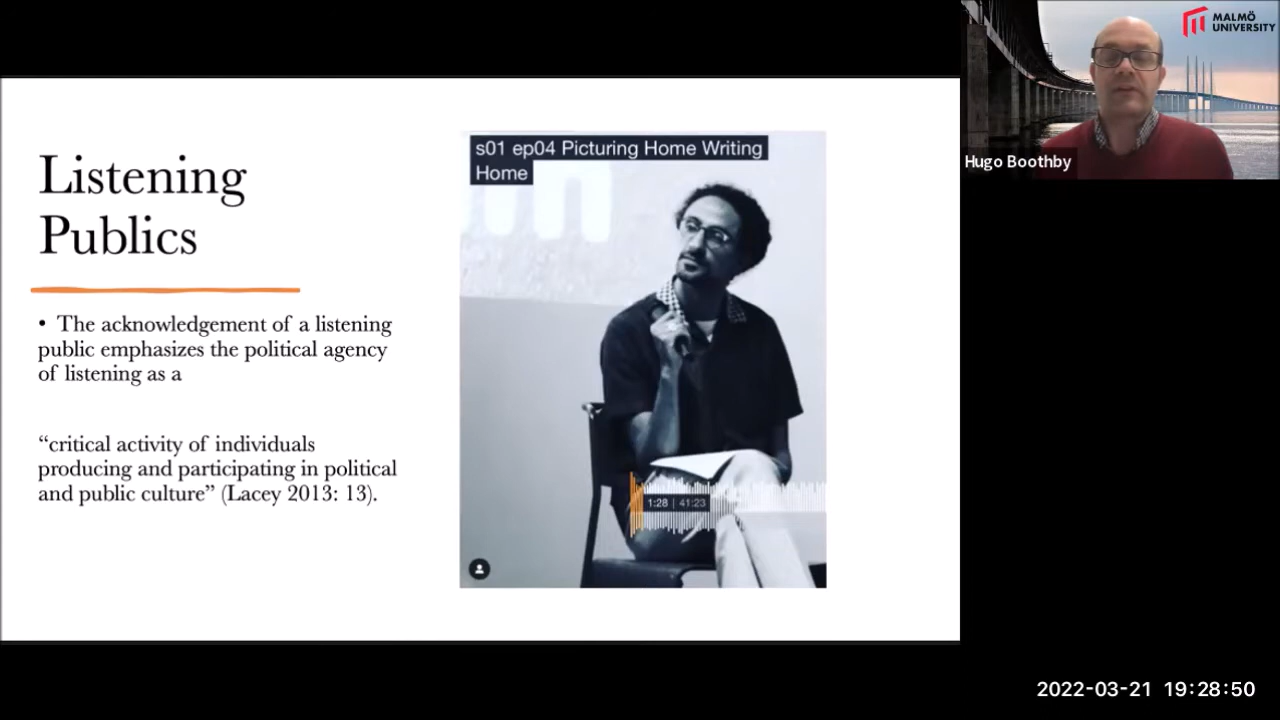 Listening
Publics
• The acknowledgement of a listening
public emphasizes the political agency
of listening as a
“critical activity of individuals
producing and participating in political
and public culture” (Lacey 2013: 13).
s01 ep04 Picturing Home Writing
Home
1:28 | 41:23
MALMÖ
UNIVERSITY
Hugo Boothby
2022-03-21 19:28:50